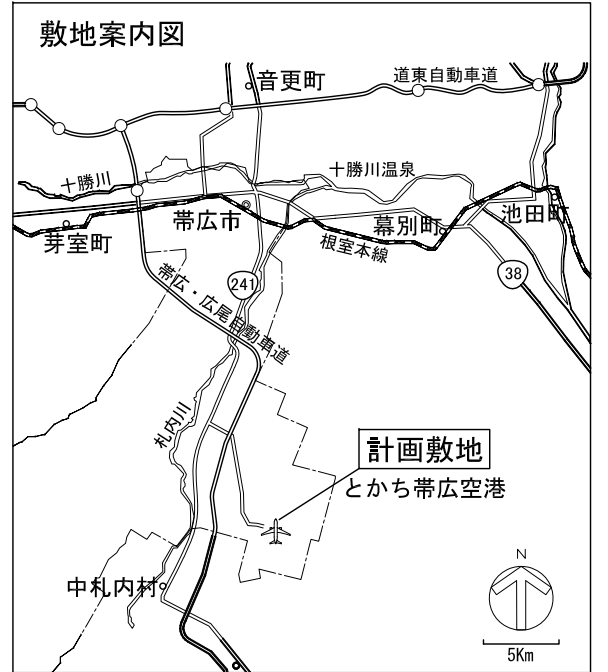 敷地案内図
音更町
道東自動車道
十勝川
十勝川温泉
帯広市
芽室町
幕別町
池田町
根室本線
241
38
帯広・広尾自動車道
札内川
計画敷地
とかち帯広空港
中札内村
N
5Km